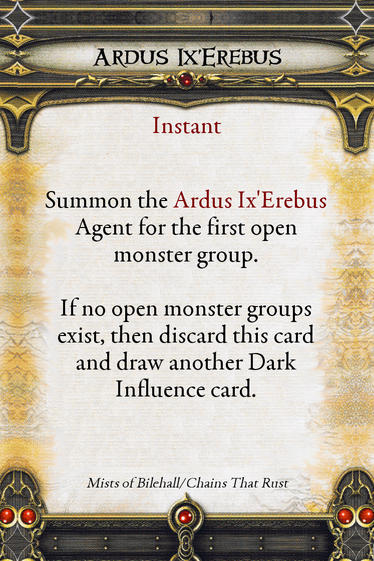 Ardus Ix'Erebus
Instant
Summon the Ardus Ix'Erebus
Agent for the first open
monster group.
If no open monster groups
exist, then discard this card
and draw another Dark
Influence card.
Mists of Bilehall/Chains That Rust